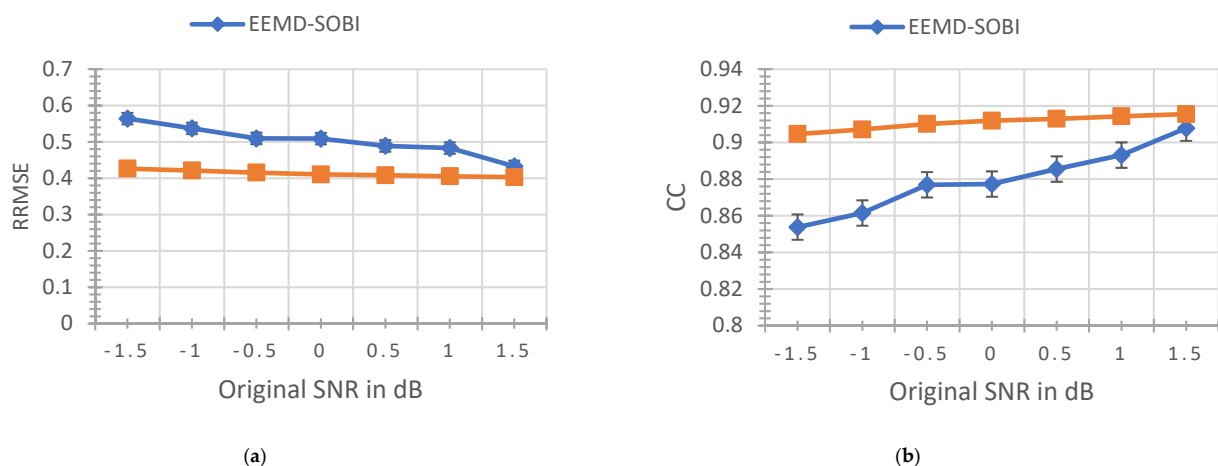 EEMD-SOBI
RRMSE
0.7
0.6
0.5
0.4
0.3
0.2
0.1
0
-1.5 -1 -0.5 0 0.5 1 1.5
Original SNR in dB
(a)
EEMD-SOBI
CC
0.94
0.92
0.9
0.88
0.86
0.84
0.82
0.8
-1.5 -1 -0.5 0 0.5 1 1.5
Original SNR in dB
(b)